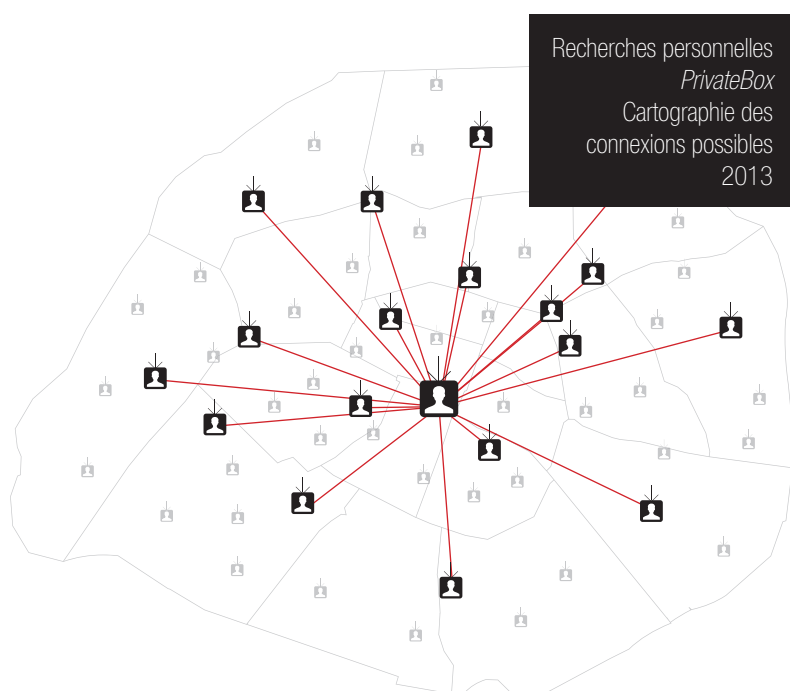 Recherches personnelles
PrivateBox
Cartographie des
connexions possibles
2013